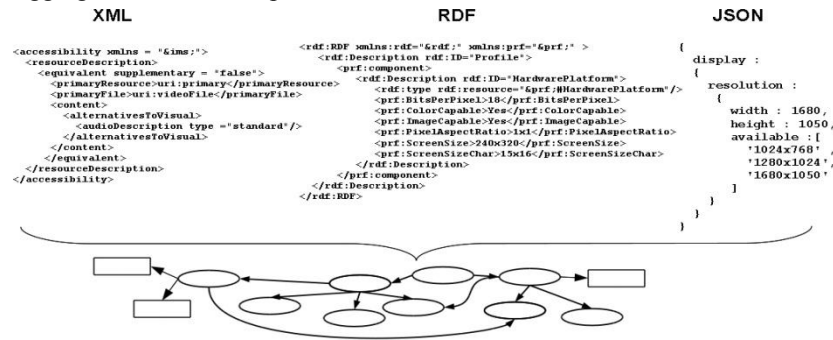 XML
<accessibility xmlns = "&ims;">
<resourceDescription>
<equivalent supplementary = "false">
<primaryResource>uri:primary</primaryResource>
<primaryFile>uri:videoFile</primaryFile>
<content>
<alternativesToVisual>
<audioDescription type ="standard"/>
</alternativesToVisual>
</content>
</equivalent>
</resourceDescription>
</accessibility>
RDF
<rdf:RDF xmlns:rdf="&rdf;" xmlns:prf="&prf;" >
<rdf:Description rdf:ID="Profile">
<prf:component>
<rdf:Description rdf:ID="HardwarePlatform">
<rdf:type rdf:resource="&prf;#HardwarePlatform"/>
<prf:BitsPerPixel>18</prf:BitsPerPixel>
<prf:ColorCapable>Yes</prf:ColorCapable>
<prf:ImageCapable>Yes</prf:ImageCapable>
<prf:PixelAspectRatio>1x1</prf:PixelAspectRatio>
<prf:ScreenSize>240x320</prf:ScreenSize>
<prf:ScreenSizeChar>15x16</prf:ScreenSizeChar>
</rdf:Description>
</prf:component>
</rdf:Description>
</rdf:RDF>
JSON
{
display :
{
resolution :
{
width : 1680,
height : 1050,
available :[
'1024x768' ,
'1280x1024',
'1680x1050'
]
}
}
}